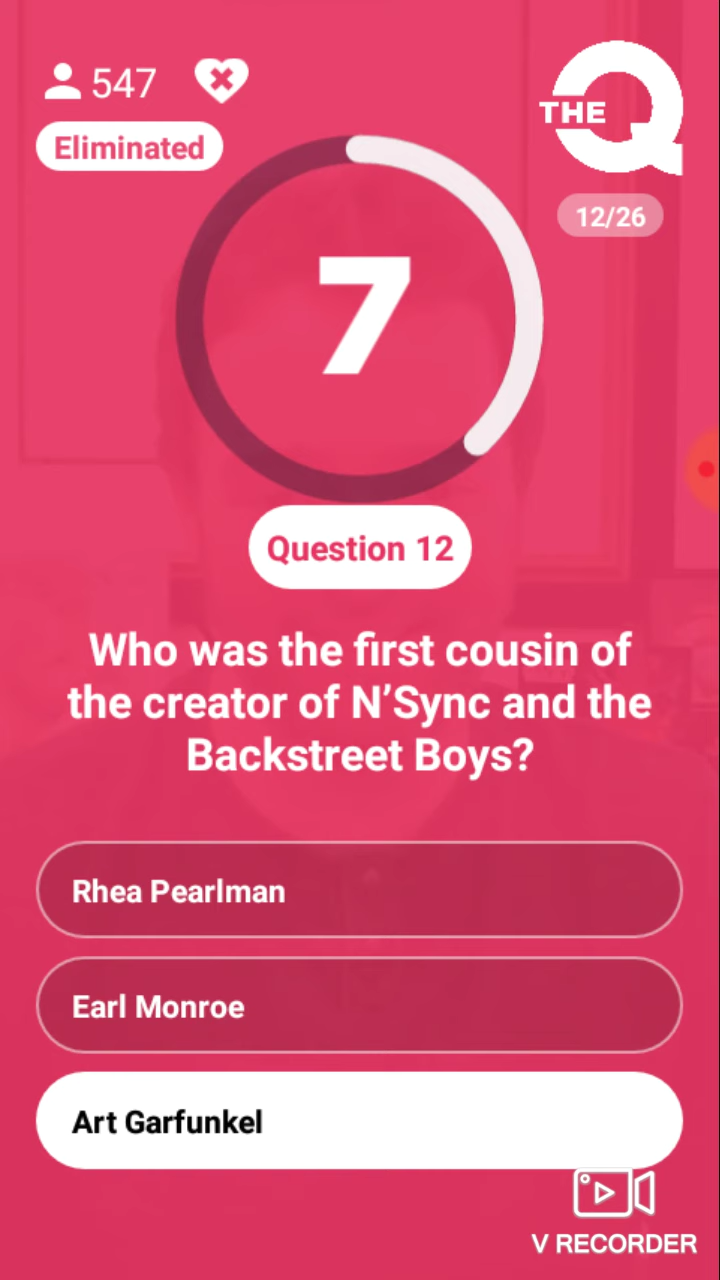 547
THE Q
Eliminated
12/26
7
Question 12
Who was the first cousin of
the creator of N'Sync and the
Backstreet Boys?
Rhea Pearlman
Earl Monroe
Art Garfunkel
V RECORDER